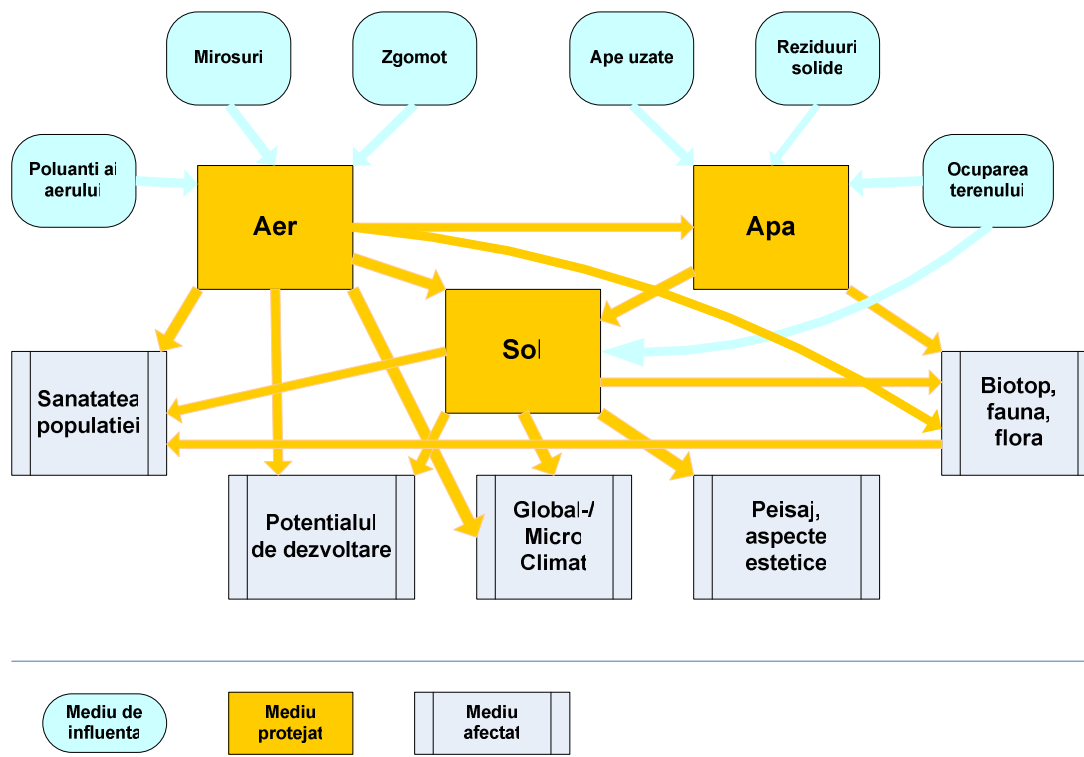 Mirosuri
Zgomot
Ape uzate
Reziduuri
solide
Poluanti ai
aerului
Ocuparea
terenului
Aer
Apa
Sol
Sanatatea
populatiei
Biotop,
fauna,
flora
Potentialul
de dezvoltare
Global-/
Micro
Climat
Peisaj,
aspecte
estetice
Mediu de
influenta
Mediu
protejat
Mediu
afectat